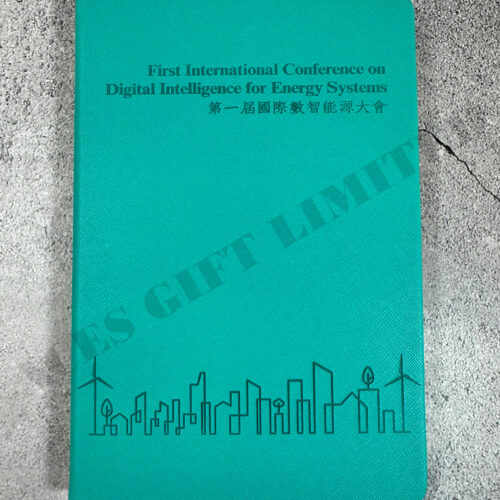 First International Conference on
Digital Intelligence for Energy Systems
第一屆國際數智能源大會
GIFT LIMIT